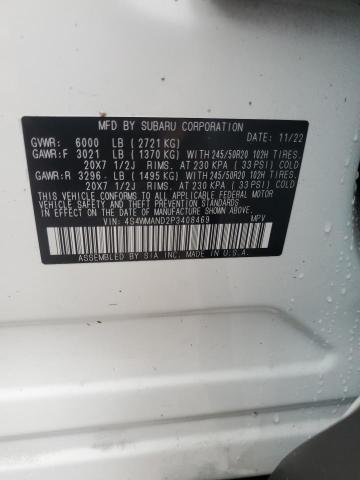 MFD BY SUBARU CORPORATION
GVWR: 6000 LB (2721 KG) DATE: 11/22
GAWR:F 3021 LB (1370 KG) WITH 245/50R20 102H TIRES.
20X7 1/2J RIMS, AT 230 KPA (33 PSI) COLD
GAWR:R 3296 LB (1495 KG) WITH 245/50R20 102H TIRES,
20X7 1/2J RIMS, AT 230 KPA (33 PSI) COLD
THIS VEHICLE CONFORMS TO ALL APPLICABLE FEDERAL MOTOR
VEHICLE SAFETY AND THEFT PREVENTION STANDARDS IN
EFFECT ON THE DATE OF MANUFACTURE SHOWN ABOVE.
VIN: 4S4WMAND2P3408469 MPV
ASSEMBLED BY SIA INC. MADE IN U.S.A.